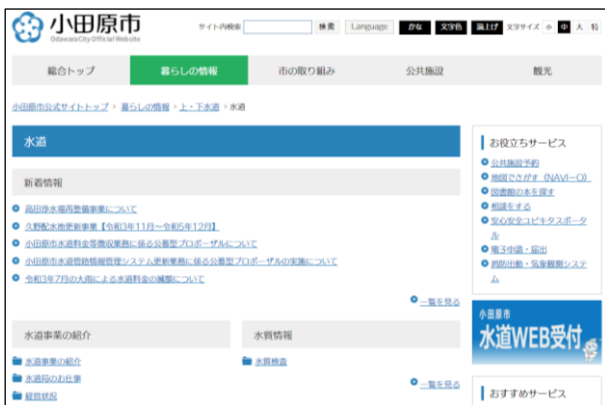 小田原市
Odawara City Official Website
サイト内検索
検索
Language
かな
文字色
読上げ
文字サイズ 小 中 大 特
総合トップ
暮らしの情報
市の取り組み
公共施設
観光
小田原市公式サイトトップ > 暮らしの情報 > 上・下水道 > 水道
水道
新着情報
高田浄水場再整備事業について
久野配水池更新事業【令和3年11月~令和5年12月】
小田原市水道料金等徴収業務に係る公募型プロポーザルについて
小田原市水道管路情報管理システム更新業務に係る公募型プロポーザルの実施について
令和3年7月の大雨による水道料金の減額について
一覧を見る
水道事業の紹介
水道事業の紹介
水道局のお仕事
経営状況
水質情報
水質検査
一覧を見る
お役立ちサービス
公共施設予約
地図でさがす(NAVI-O)
図書館の本を探す
相談をする
安心安全ユビキタスポータ
ル
電子申請・届出
消防出動・気象観測システ
ム
小田原市
水道WEB受付
おすすめサービス